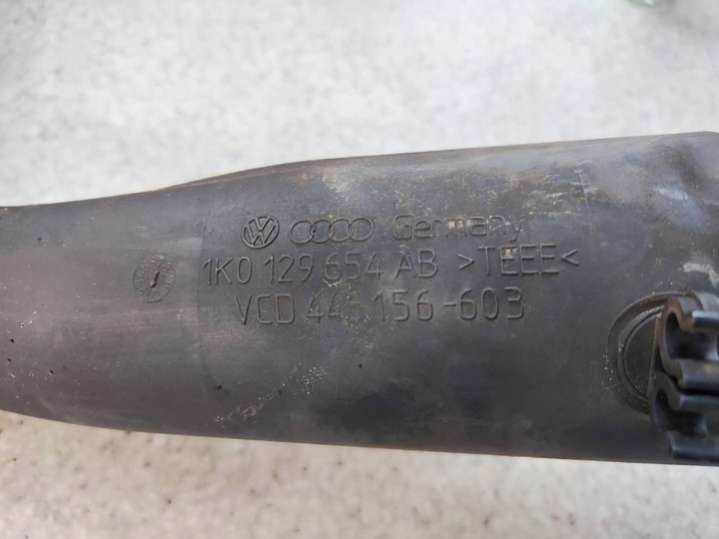 Germany
1K0 129 654 AB >TEEE<
VCD 446 156-603